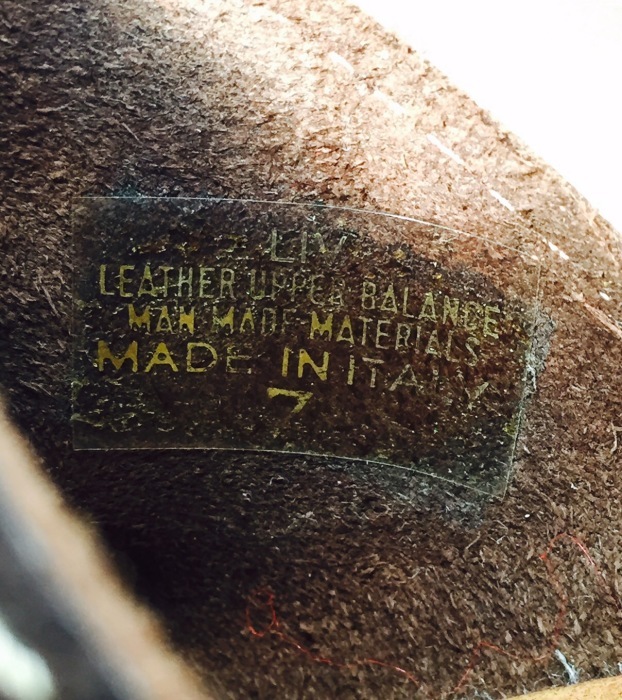 LEATHER UPPER BALANCE
MAN MADE MATERIALS
MADE IN ITALY
7